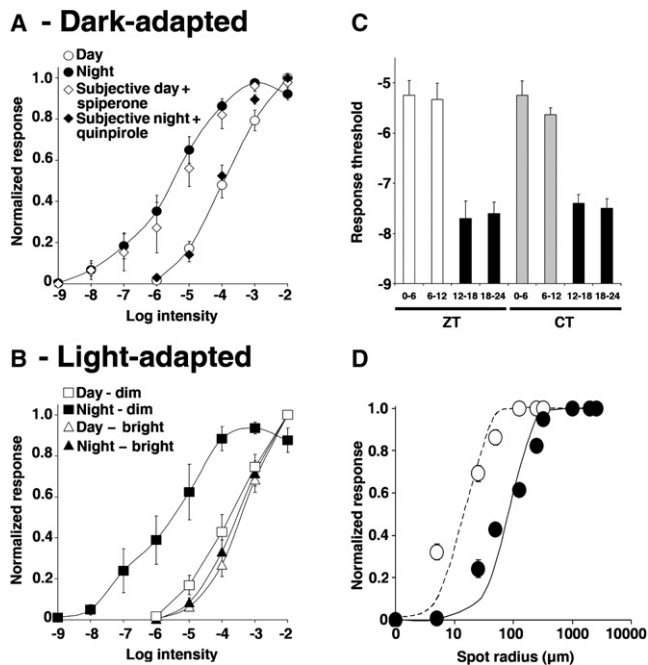 A - Dark-adapted
Day
Night
Subjective day +
spiperone
Subjective night +
quinpirole
Normalized response
1.0
0.8
0.6
0.4
0.2
0
-9 -8 -7 -6 -5 -4 -3 -2
Log intensity
C
Response threshold
-5
-6
-7
-8
-9
0-6 6-12 12-18 18-24 0-6 6-12 12-18 18-24
ZT CT
B - Light-adapted
Day - dim
Night - dim
Day – bright
Night – bright
Normalized response
1.0
0.8
0.6
0.4
0.2
0
-9 -8 -7 -6 -5 -4 -3 -2
Log intensity
D
Normalized response
1.0
0.8
0.6
0.4
0.2
0.0
0 10 100 1000 10000
Spot radius (µm)